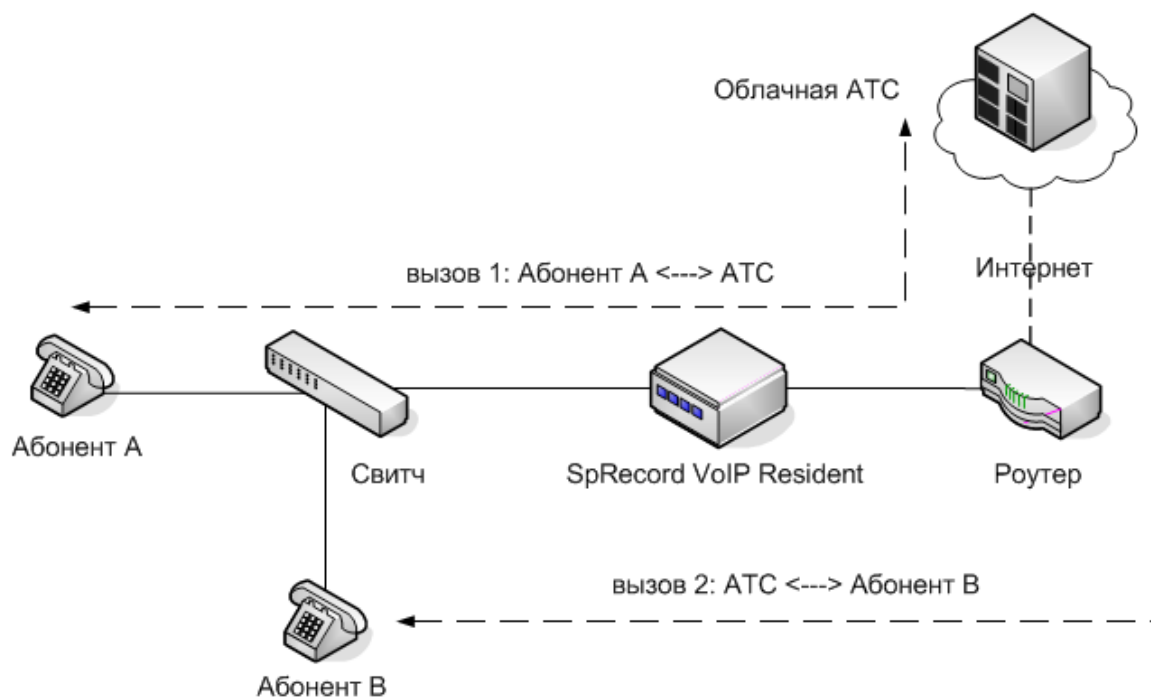 Облачная АТС
Интернет
вызов 1: Абонент А <---> АТС
Абонент А
Свитч
SpRecord VoIP Resident
Роутер
вызов 2: АТС <---> Абонент В
Абонент В